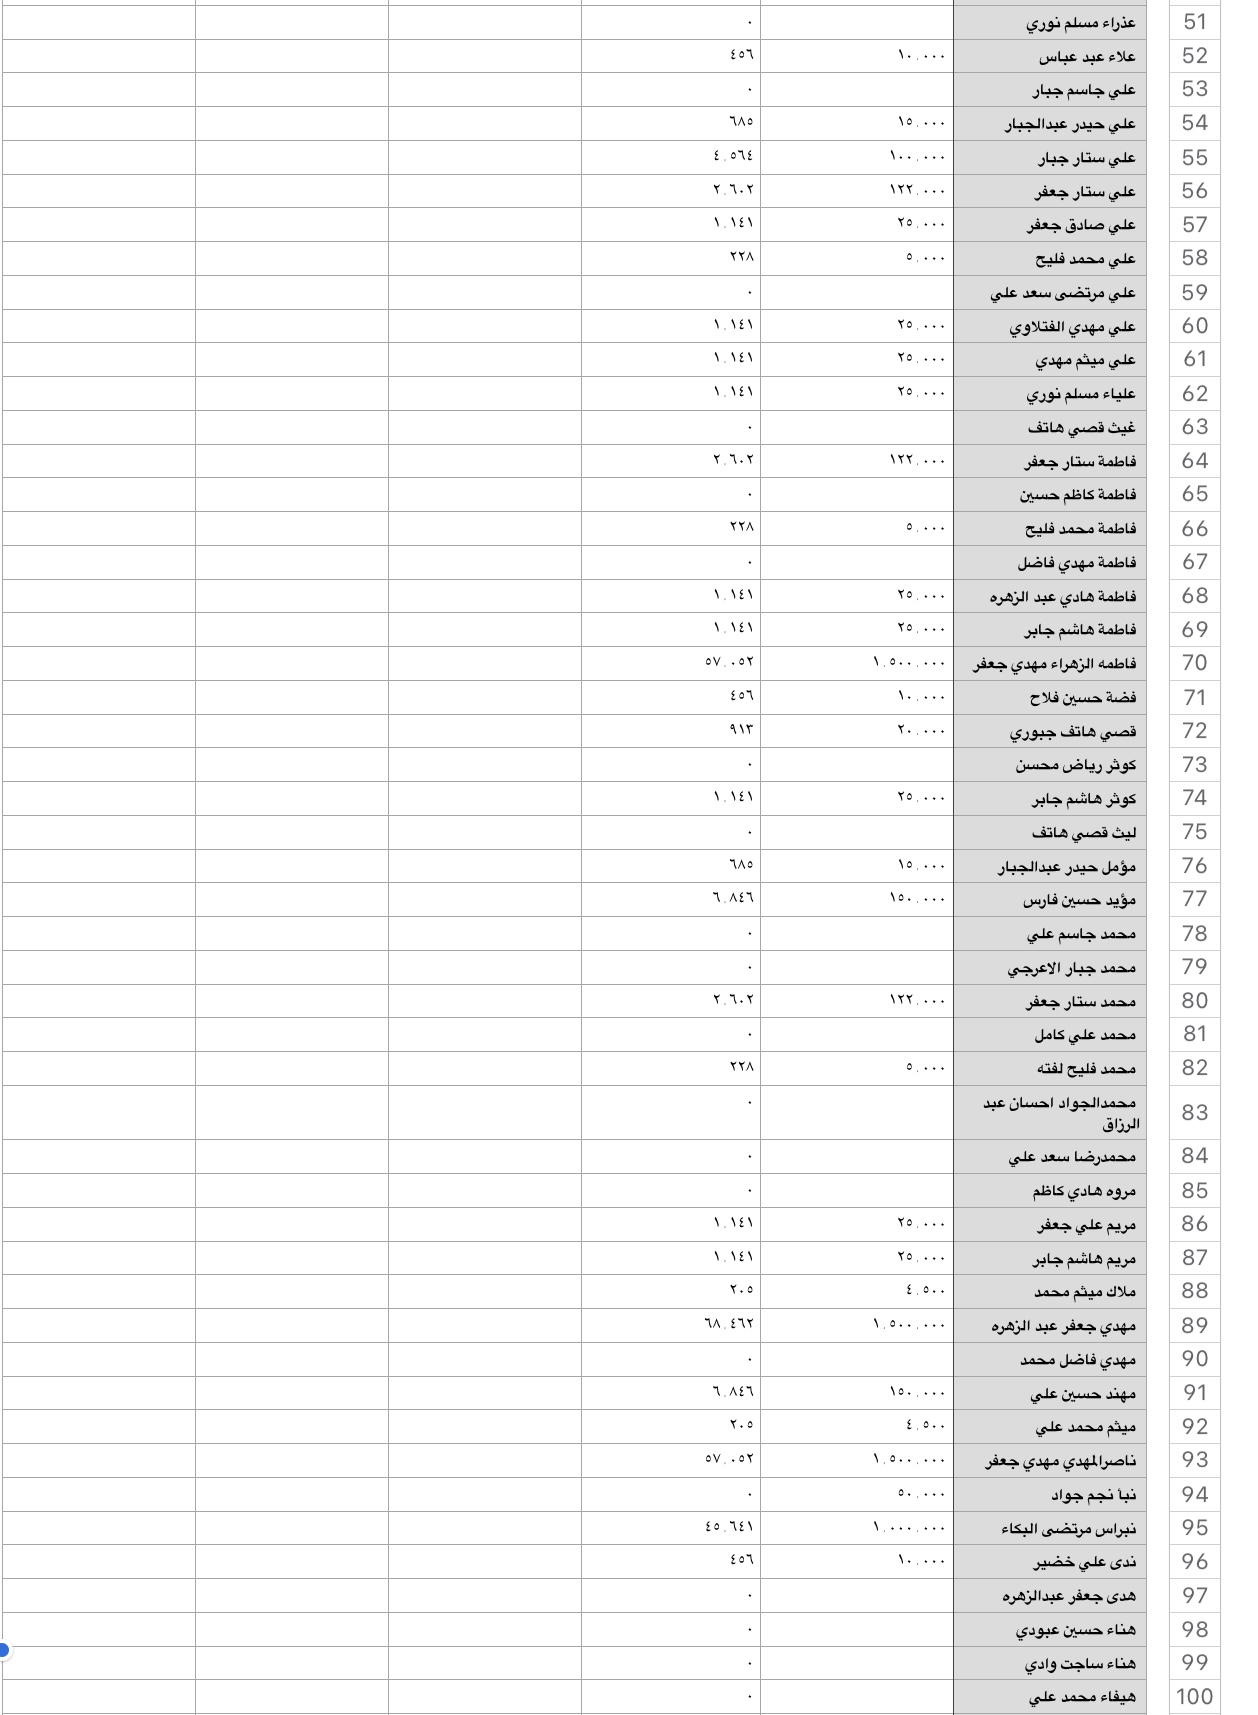 51 عذراء مسلم نوري ٠
52 علاء عبد عباس ١٠٬٠٠٠ ٤٥٦
53 علي جاسم جبار ٠
54 علي حيدر عبدالجبار ١٥٬٠٠٠ ٦٨٥
55 علي ستار جبار ١٠٠٬٠٠٠ ٤٬٥٦٤
56 علي ستار جعفر ١٢٢٬٠٠٠ ٢٬٦٠٢
57 علي صادق جعفر ٢٥٬٠٠٠ ١٬١٤١
58 علي محمد فليح ٥٬٠٠٠ ٢٢٨
59 علي مرتضى سعد علي ٠
60 علي مهدي الفتلاوي ٢٥٬٠٠٠ ١٬١٤١
61 علي ميثم مهدي ٢٥٬٠٠٠ ١٬١٤١
62 علياء مسلم نوري ٢٥٬٠٠٠ ١٬١٤١
63 غيث قصي هاتف ٠
64 فاطمة ستار جعفر ١٢٢٬٠٠٠ ٢٬٦٠٢
65 فاطمة كاظم حسين ٠
66 فاطمة محمد فليح ٥٬٠٠٠ ٢٢٨
67 فاطمة مهدي فاضل ٠
68 فاطمة هادي عبد الزهره ٢٥٬٠٠٠ ١٬١٤١
69 فاطمة هاشم جابر ٢٥٬٠٠٠ ١٬١٤١
70 فاطمه الزهراء مهدي جعفر ١٬٥٠٠٬٠٠٠ ٥٧٬٠٥٢
71 فضة حسين فلاح ١٠٬٠٠٠ ٤٥٦
72 قصي هاتف جبوري ٢٠٬٠٠٠ ٩١٣
73 كوثر رياض محسن ٠
74 كوثر هاشم جابر ٢٥٬٠٠٠ ١٬١٤١
75 ليث قصي هاتف ٠
76 مؤمل حيدر عبدالجبار ١٥٬٠٠٠ ٦٨٥
77 مؤيد حسين فارس ١٥٠٬٠٠٠ ٦٬٨٤٦
78 محمد جاسم علي ٠
79 محمد جبار الاعرجي ٠
80 محمد ستار جعفر ١٢٢٬٠٠٠ ٢٬٦٠٢
81 محمد علي كامل ٠
82 محمد فليح لفته ٥٬٠٠٠ ٢٢٨
83 محمدالجواد احسان عبد ٠
الرزاق
84 محمدرضا سعد علي ٠
85 مروه هادي كاظم ٠
86 مريم علي جعفر ٢٥٬٠٠٠ ١٬١٤١
87 مريم هاشم جابر ٢٥٬٠٠٠ ١٬١٤١
88 ملاك ميثم محمد ٤٬٥٠٠ ٢٠٥
89 مهدي جعفر عبد الزهره ١٬٥٠٠٬٠٠٠ ٦٨٬٤٦٢
90 مهدي فاضل محمد ٠
91 مهند حسين علي ١٥٠٬٠٠٠ ٦٬٨٤٦
92 ميثم محمد علي ٤٬٥٠٠ ٢٠٥
93 ناصرالمهدي مهدي جعفر ١٬٥٠٠٬٠٠٠ ٥٧٬٠٥٢
94 نبأ نجم جواد ٥٠٬٠٠٠ ٠
95 نبراس مرتضى البكاء ١٬٠٠٠٬٠٠٠ ٤٥٬٦٤١
96 ندى علي خضير ١٠٬٠٠٠ ٤٥٦
97 هدى جعفر عبدالزهره ٠
98 هناء حسين عبودي ٠
99 هناء ساجت وادي ٠
100 هيفاء محمد علي ٠